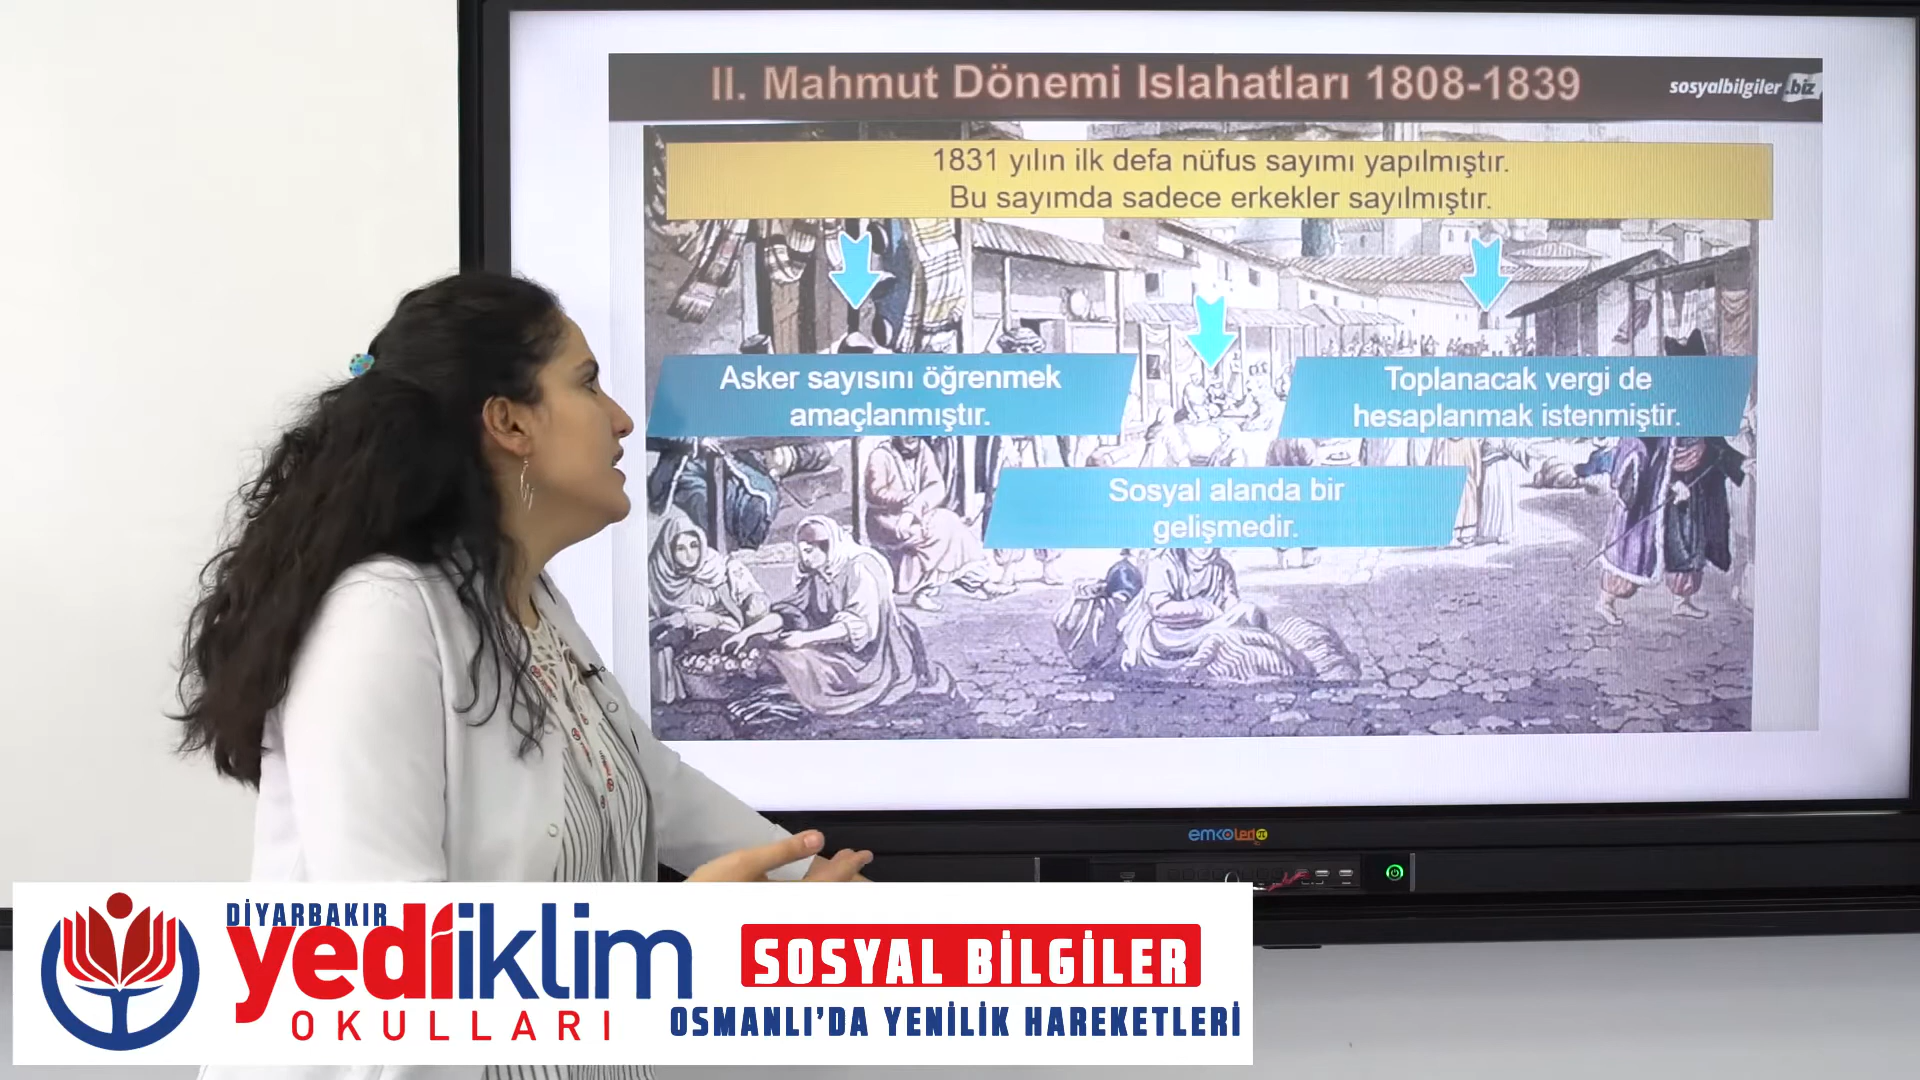 II. Mahmut Dönemi Islahatları 1808-1839
sosyalbilgiler.biz
1831 yılın ilk defa nüfus sayımı yapılmıştır.
Bu sayımda sadece erkekler sayılmıştır.
Asker sayısını öğrenmek
amaçlanmıştır.
Toplanacak vergi de
hesaplanmak istenmiştir.
Sosyal alanda bir
gelişmedir.
emkoled
DİYARBAKIR
yediiklim
OKULLARI
SOSYAL BİLGİLER
OSMANLI'DA YENİLİK HAREKETLERİ